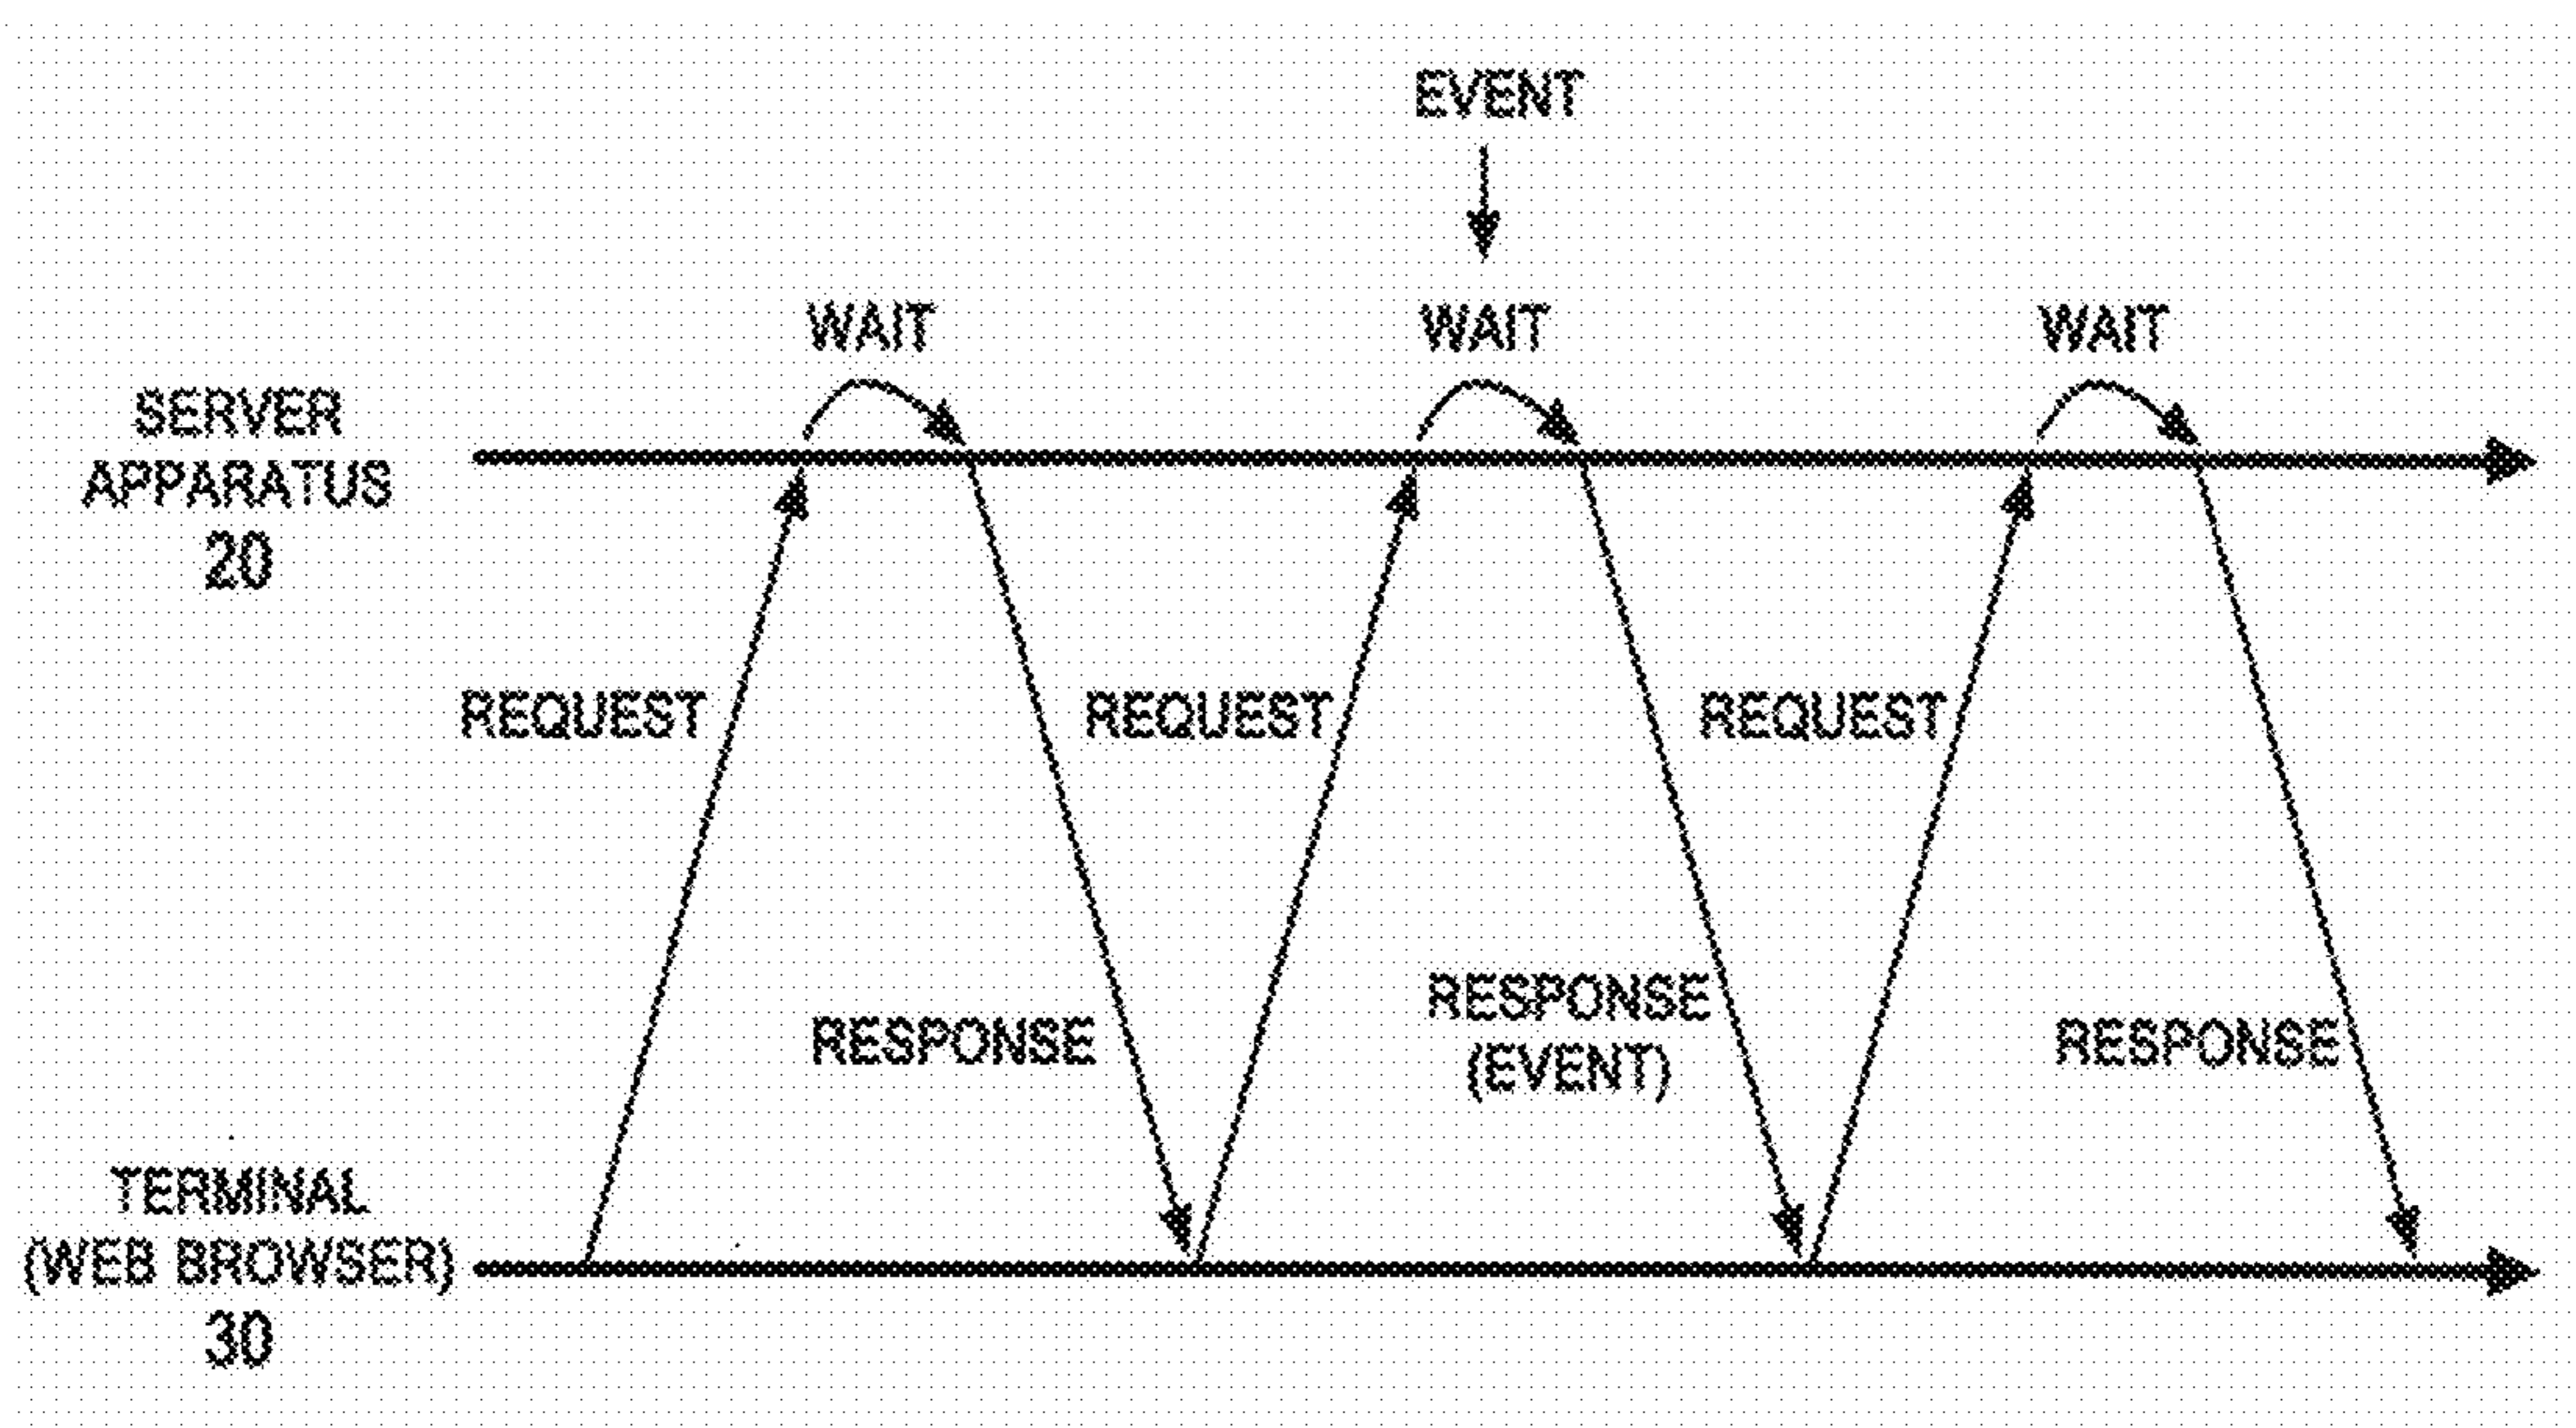 EVENT
WAIT
WAIT
WAIT
SERVER
APPARATUS
20
REQUEST
REQUEST
REQUEST
RESPONSE
RESPONSE
(EVENT)
RESPONSE
TERMINAL
(WEB BROWSER)
30